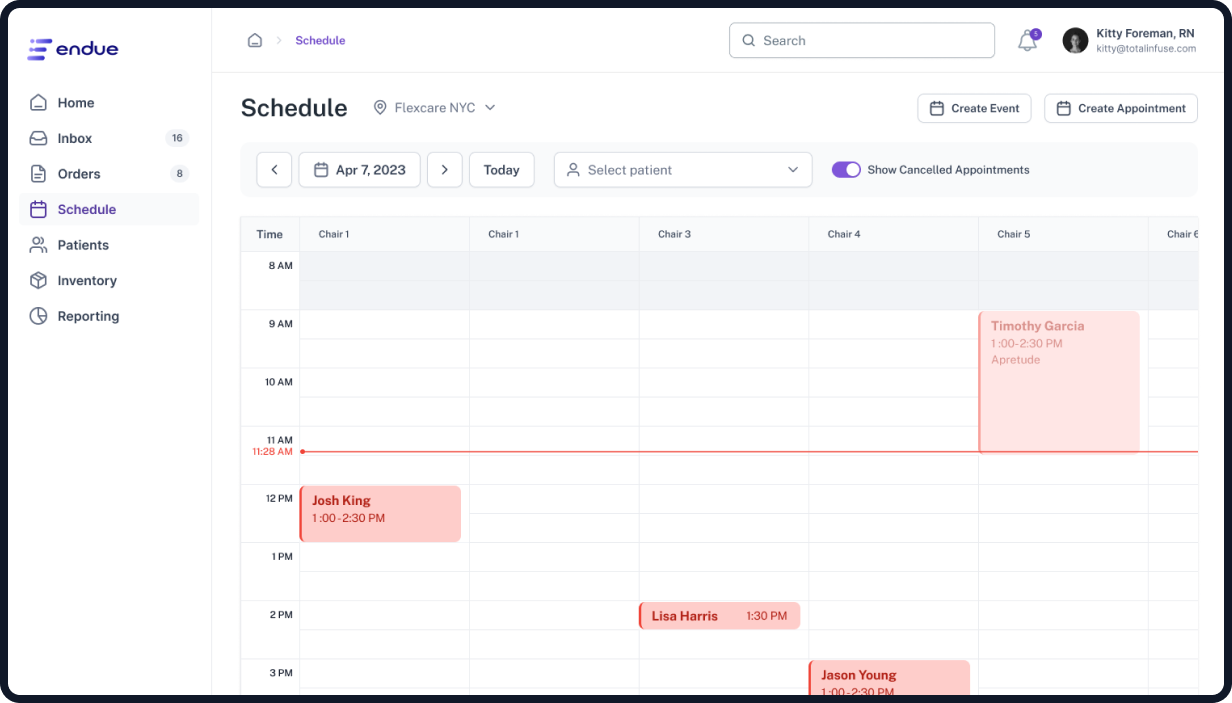 endue
Home
Inbox 16
Orders 8
Schedule
Patients
Inventory
Reporting
Schedule
Search
5
Kitty Foreman, RN
kitty@totalinfuse.com
Schedule
Flexcare NYC
Create Event
Create Appointment
Apr 7, 2023
Today
Select patient
Show Cancelled Appointments
Time Chair 1 Chair 1 Chair 3 Chair 4 Chair 5 Chair 6
8 AM
9 AM
Timothy Garcia
1:00-2:30 PM
Apretude
10 AM
11 AM
11:28 AM
12 PM
Josh King
1:00-2:30 PM
1 PM
2 PM
Lisa Harris 1:30 PM
3 PM
Jason Young
1:00-2:30 PM